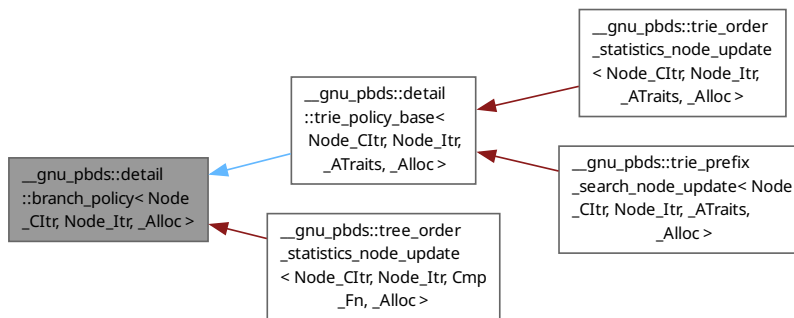 __gnu_pbds::detail
::branch_policy< Node
_CItr, Node_Itr, _Alloc >
__gnu_pbds::detail
::trie_policy_base<
Node_CItr, Node_Itr,
_ATraits, _Alloc >
__gnu_pbds::tree_order
_statistics_node_update
< Node_CItr, Node_Itr, Cmp
_Fn, _Alloc >
__gnu_pbds::trie_order
_statistics_node_update
< Node_CItr, Node_Itr,
_ATraits, _Alloc >
__gnu_pbds::trie_prefix
_search_node_update< Node
_CItr, Node_Itr, _ATraits,
_Alloc >